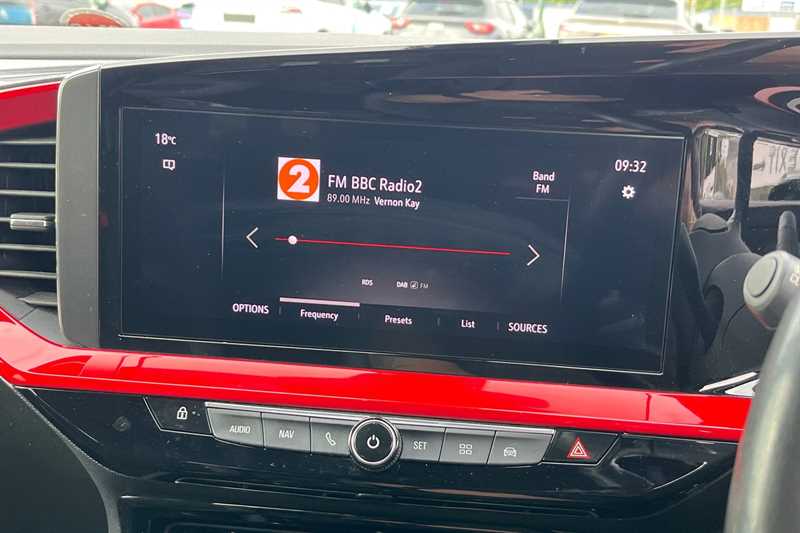 18°C
09:32
2
FM BBC Radio2
89.00 MHz Vernon Kay
Band
FM
RDS
DAB FM
OPTIONS
Frequency
Presets
List
SOURCES
AUDIO
NAV
SET